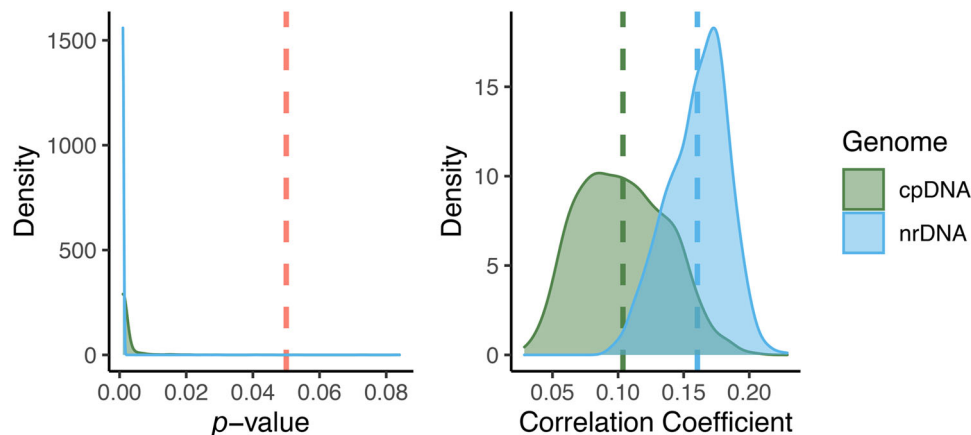 Density
1500
1000
500
0
0.00 0.02 0.04 0.06 0.08
p-value
Density
15
10
5
0
0.05 0.10 0.15 0.20
Correlation Coefficient
Genome
cpDNA
nrDNA